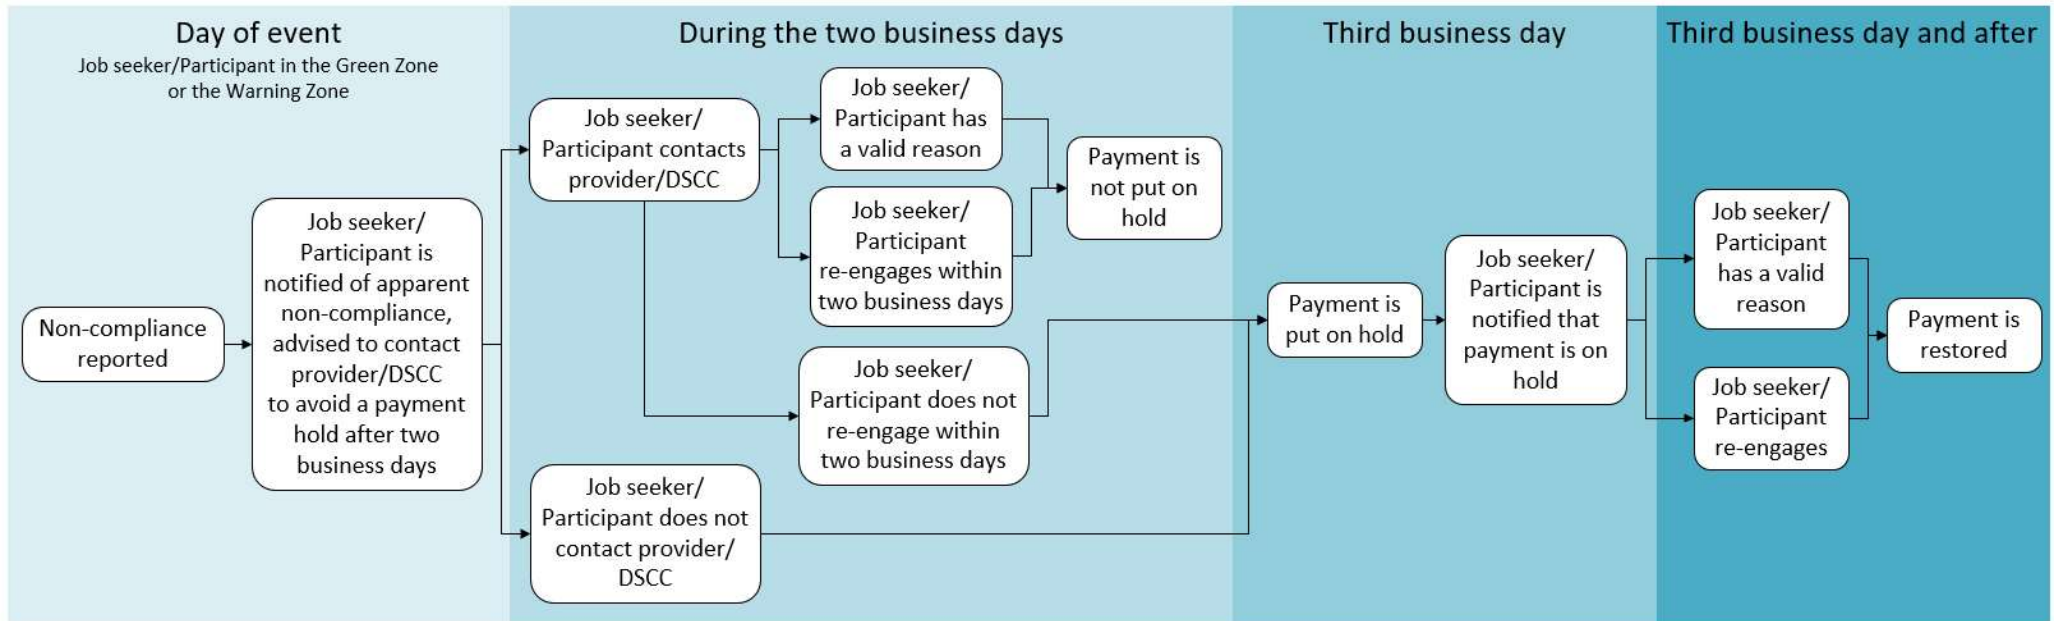 Day of event
Job seeker/Participant in the Green Zone
or the Warning Zone
Non-compliance
reported
Job seeker/
Participant is
notified of apparent
non-compliance,
advised to contact
provider/DSCC
to avoid a payment
hold after two
business days
During the two business days
Job seeker/
Participant contacts
provider/DSCC
Job seeker/
Participant has
a valid reason
Job seeker/
Participant
re-engages within
two business days
Payment is
not put on
hold
Job seeker/
Participant does not
re-engage within
two business days
Job seeker/
Participant does not
contact provider/
DSCC
Third business day
Payment is
put on hold
Job seeker/
Participant is
notified that
payment is on
hold
Third business day and after
Job seeker/
Participant
has a valid
reason
Job seeker/
Participant
re-engages
Payment is
restored